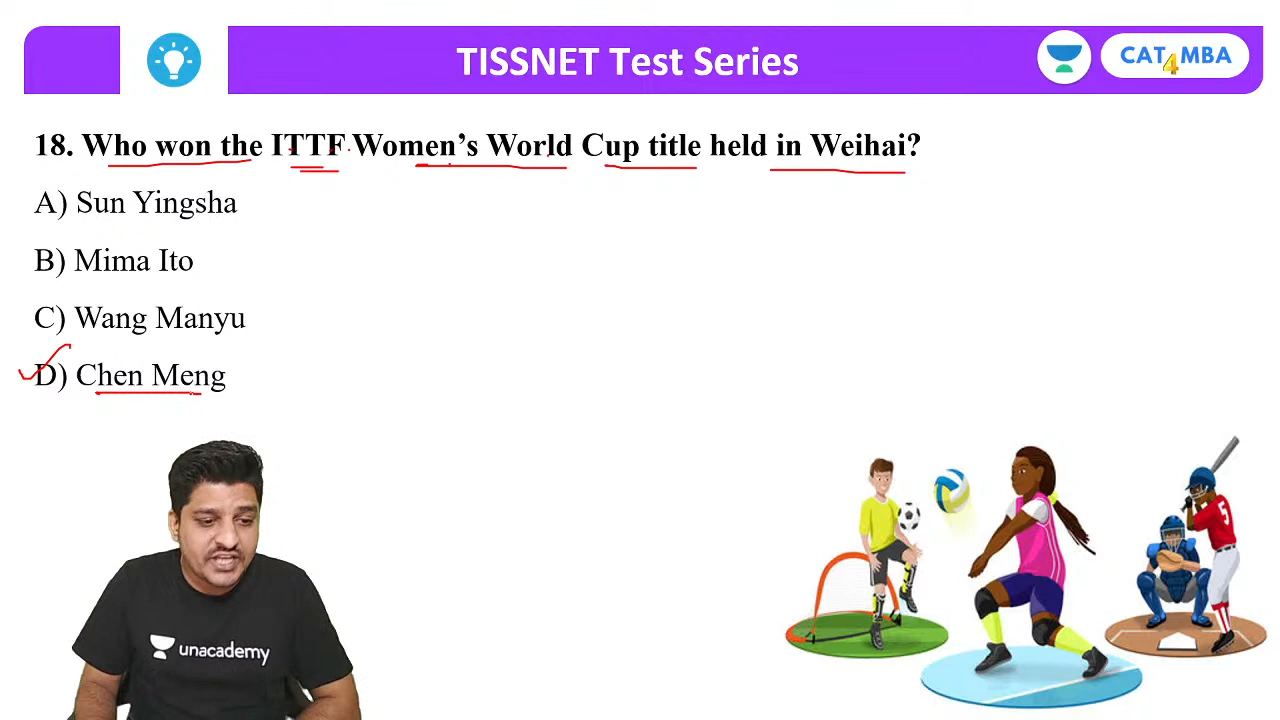 TISSNET Test Series
CAT4MBA
18. Who won the ITTF Women’s World Cup title held in Weihai?
A) Sun Yingsha
B) Mima Ito
C) Wang Manyu
D) Chen Meng
unacademy
5